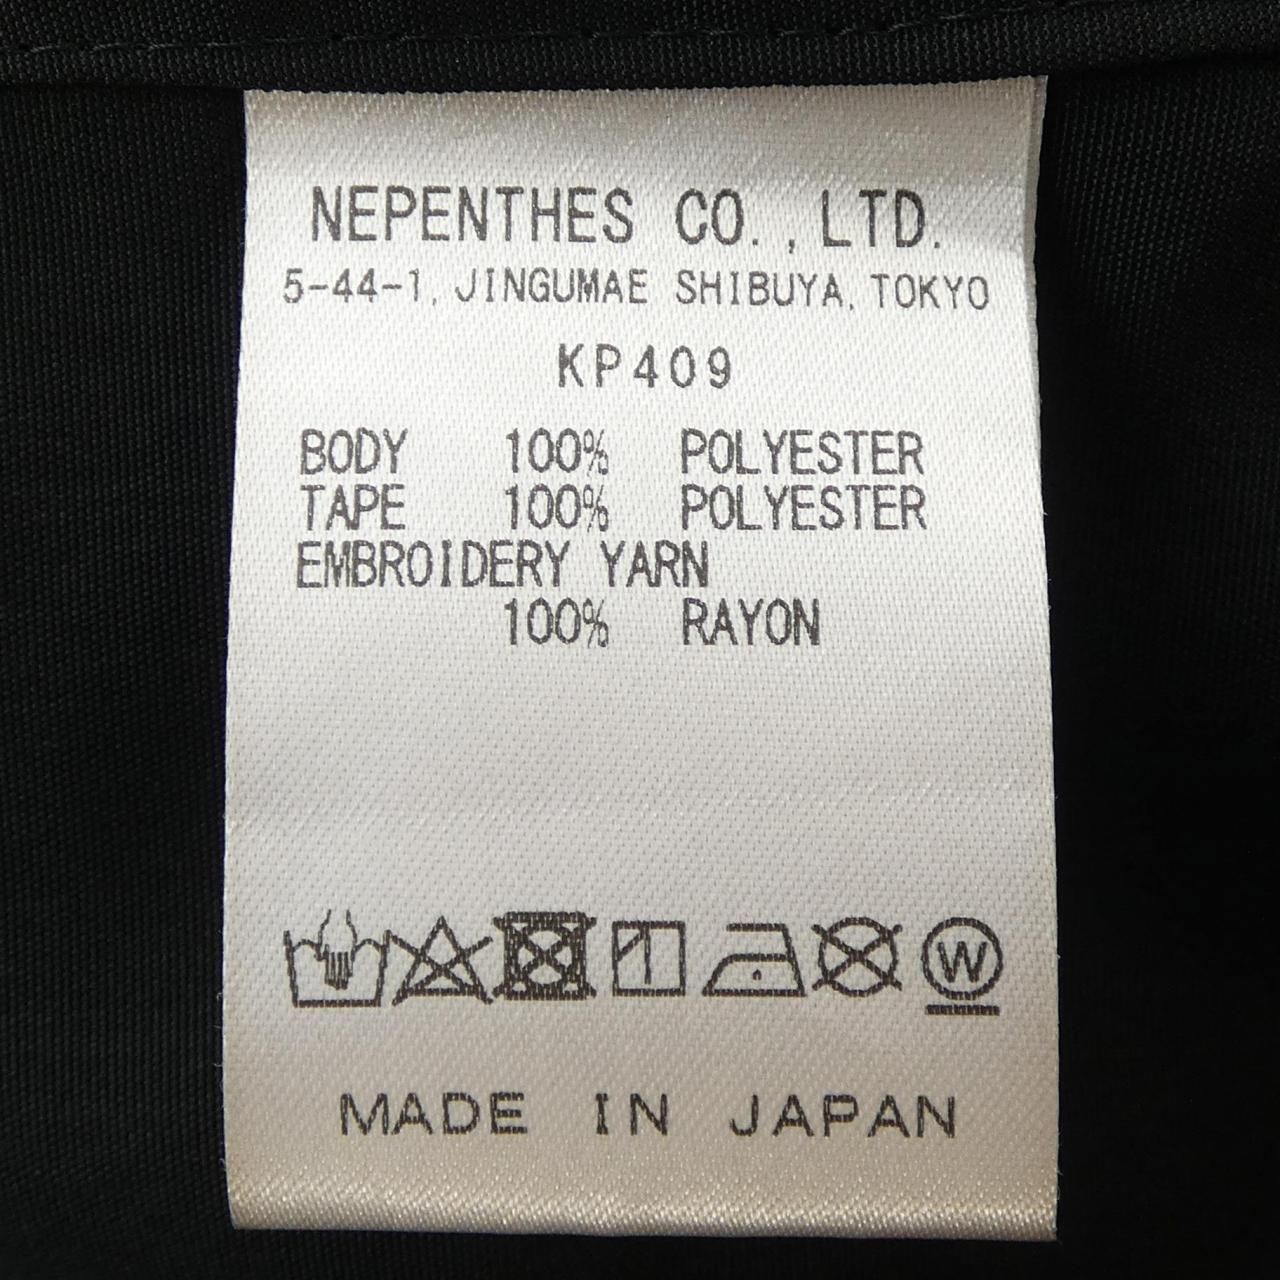 NEPENTHES CO.,LTD.
5-44-1, JINGUMAE SHIBUYA, TOKYO
KP409
BODY 100% POLYESTER
TAPE 100% POLYESTER
EMBROIDERY YARN
100% RAYON
W
MADE IN JAPAN